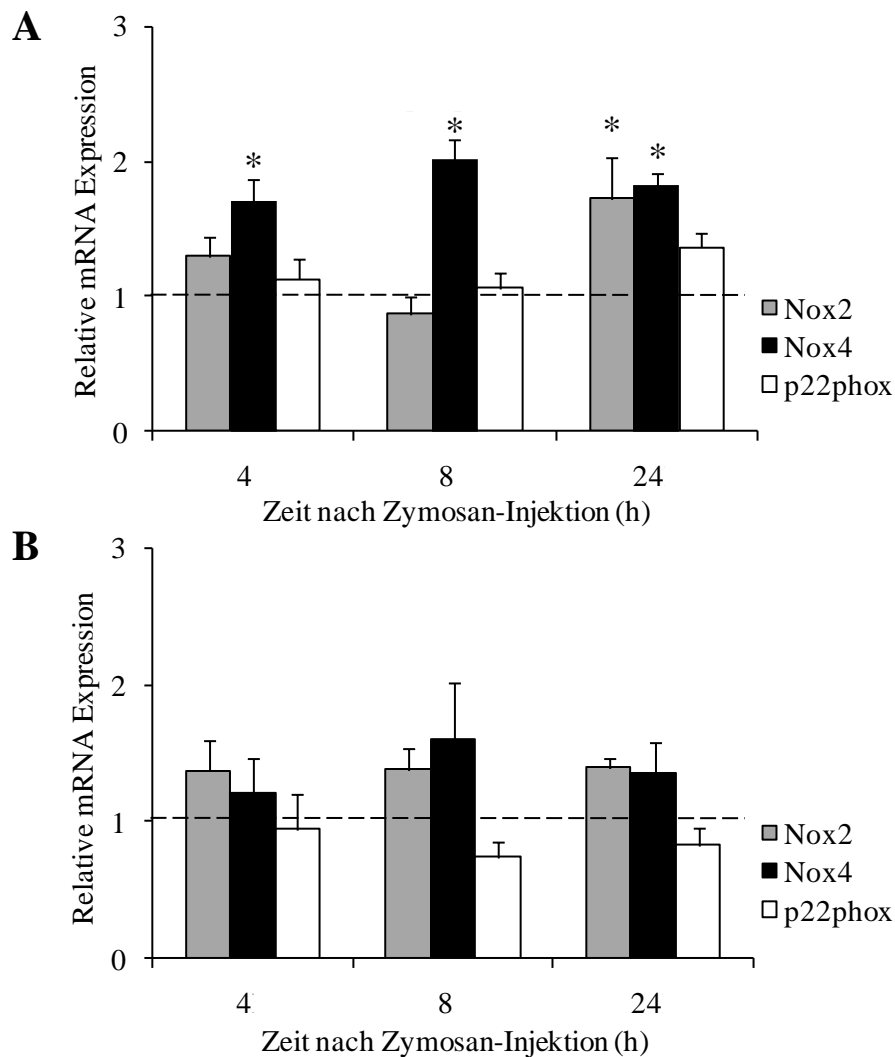 A
Relative mRNA Expression
3
2
1
0
* * * *
Nox2
Nox4
p22phox
4 8 24
Zeit nach Zymosan-Injektion (h)
B
Relative mRNA Expression
3
2
1
0
Nox2
Nox4
p22phox
4 8 24
Zeit nach Zymosan-Injektion (h)